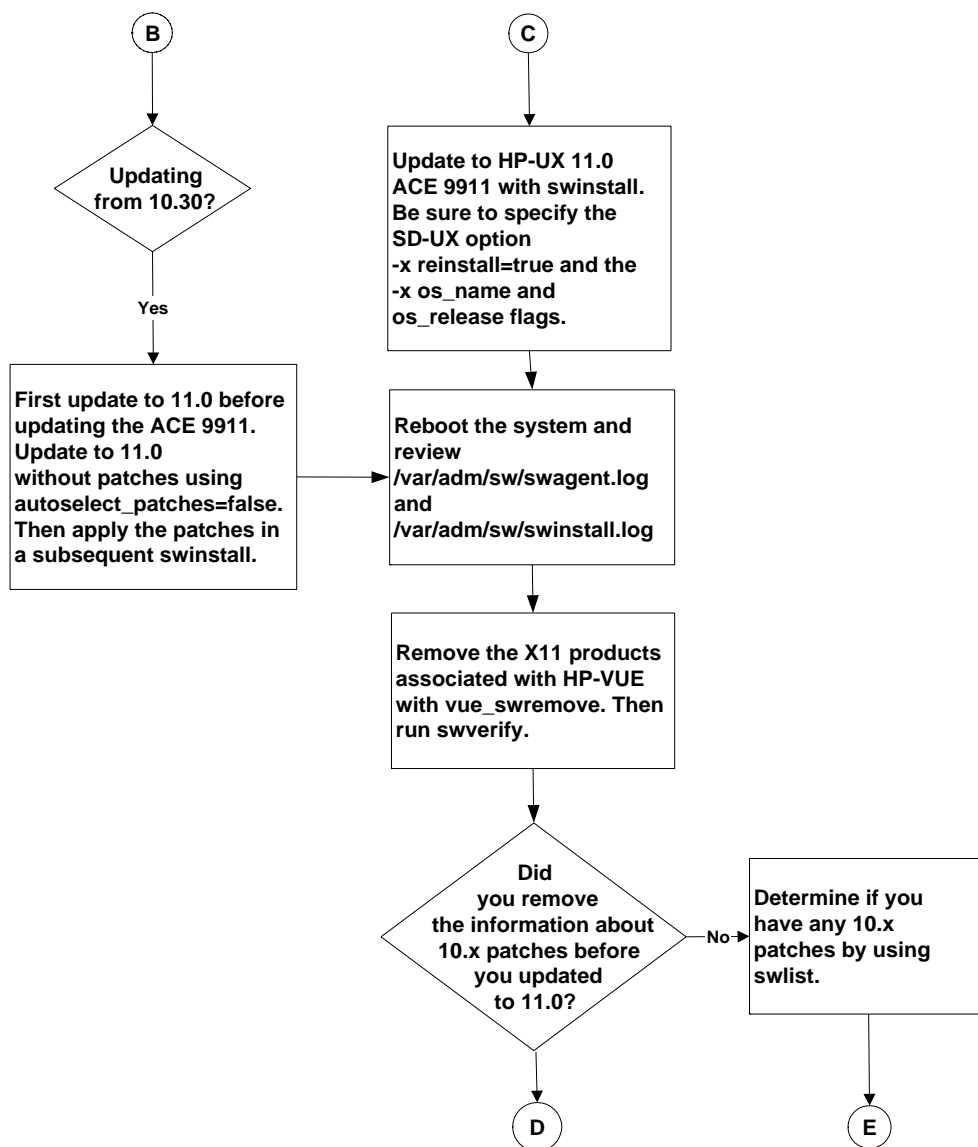 B
C
Updating
from 10.30?
Update to HP-UX 11.0
ACE 9911 with swinstall.
Be sure to specify the
SD-UX option
-x reinstall=true and the
-x os_name and
os_release flags.
Yes
First update to 11.0 before
updating the ACE 9911.
Update to 11.0
without patches using
autoselect_patches=false.
Then apply the patches in
a subsequent swinstall.
Reboot the system and
review
/var/adm/sw/swagent.log
and
/var/adm/sw/swinstall.log
Remove the X11 products
associated with HP-VUE
with vue_swremove. Then
run swverify.
Did
you remove
the information about
10.x patches before
you updated
to 11.0?
No
Determine if you
have any 10.x
patches by using
swlist.
D
E